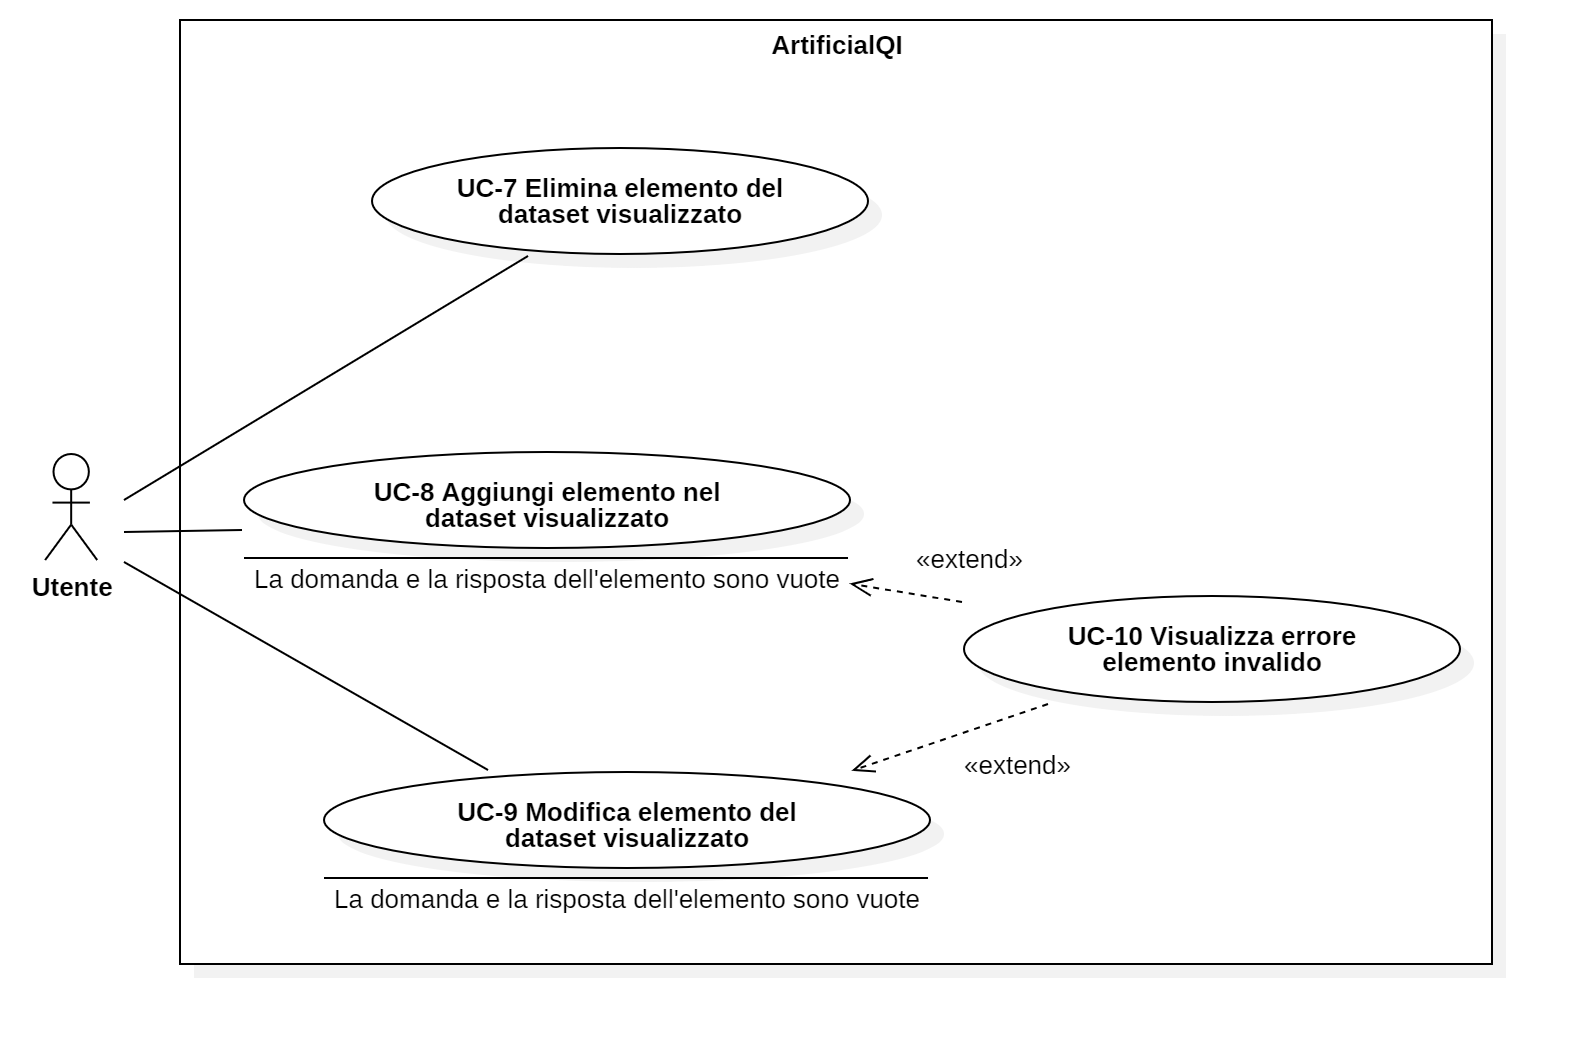 ArtificialQI
UC-7 Elimina elemento del
dataset visualizzato
UC-8 Aggiungi elemento nel
dataset visualizzato
La domanda e la risposta dell'elemento sono vuote
«extend»
Utente
UC-10 Visualizza errore
elemento invalido
«extend»
UC-9 Modifica elemento del
dataset visualizzato
La domanda e la risposta dell'elemento sono vuote